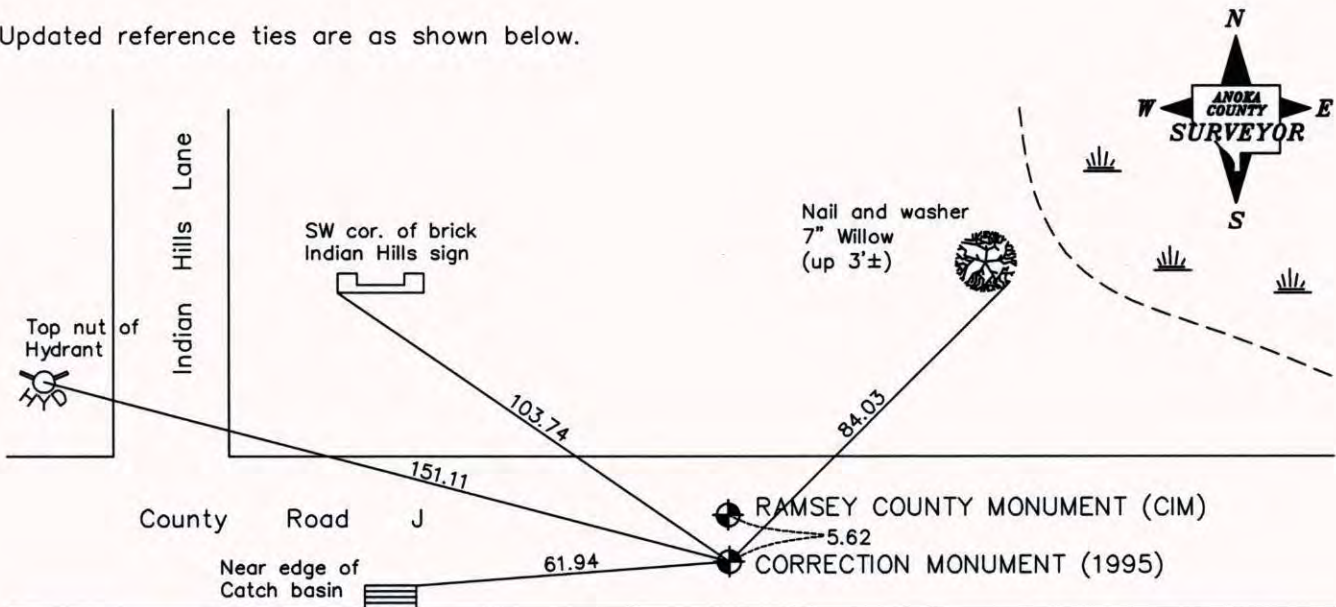 Updated reference ties are as shown below.
N
W
ANOKA
COUNTY
E
SURVEYOR
S
Indian Hills Lane
SW cor. of brick
Indian Hills sign
Nail and washer
7" Willow
(up 3'±)
Top nut of
Hydrant
HYD
103.74
84.03
151.11
RAMSEY COUNTY MONUMENT (CIM)
County Road J
5.62
61.94
CORRECTION MONUMENT (1995)
Near edge of
Catch basin